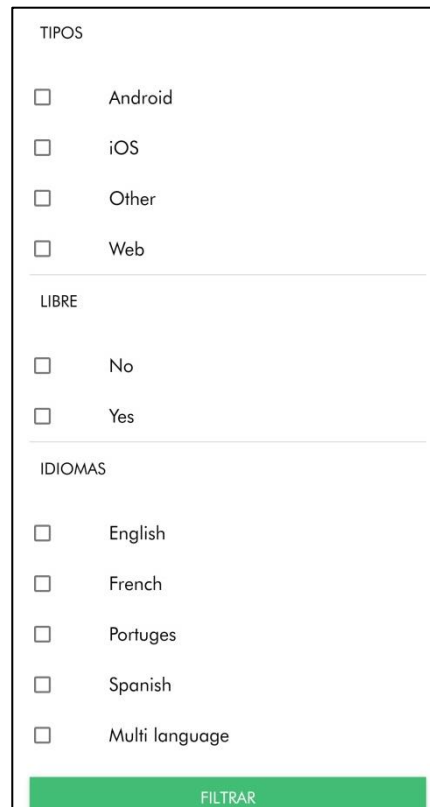 TIPOS
Android
iOS
Other
Web
LIBRE
No
Yes
IDIOMAS
English
French
Portuges
Spanish
Multi language
FILTRAR